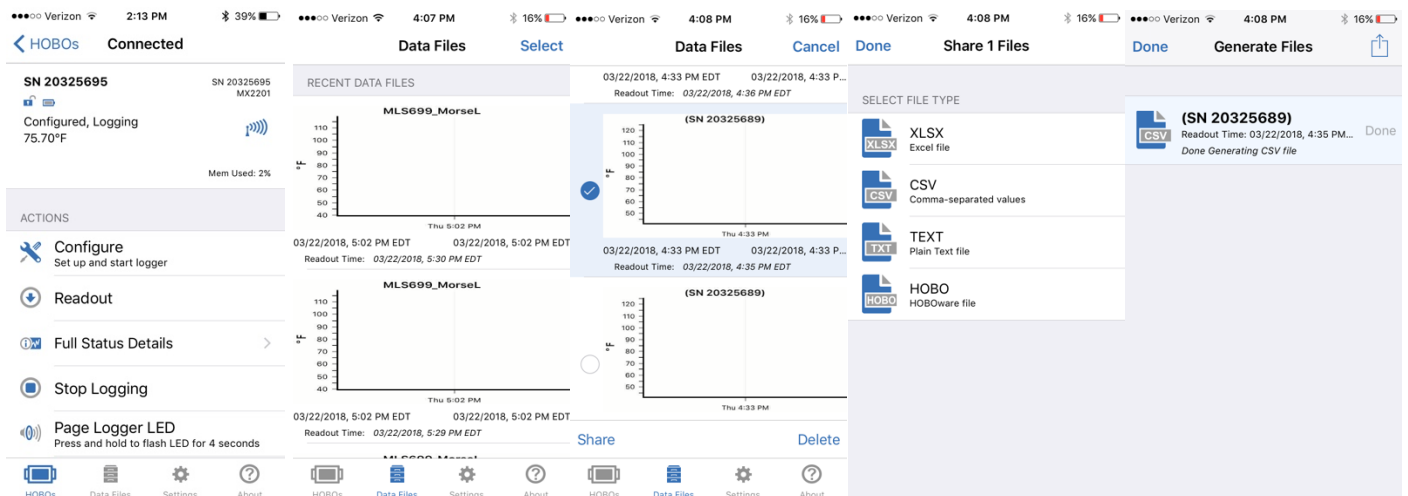 Verizon 2:13 PM 39%
HOBOs Connected
SN 20325695 SN 20325695
MX2201
Configured, Logging
75.70°F
Mem Used: 2%
ACTIONS
Configure
Set up and start logger
Readout
Full Status Details
Stop Logging
Page Logger LED
Press and hold to flash LED for 4 seconds
HOBOs Data Files Settings About
Verizon 4:07 PM 16%
Data Files Select
RECENT DATA FILES
MLS699_MorseL
110
100
90
80
70
60
50
40
°F
Thu 5:02 PM
03/22/2018, 5:02 PM EDT 03/22/2018, 5:02 PM EDT
Readout Time: 03/22/2018, 5:30 PM EDT
MLS699_MorseL
110
100
90
80
70
60
50
40
°F
Thu 5:02 PM
03/22/2018, 5:02 PM EDT 03/22/2018, 5:02 PM EDT
Readout Time: 03/22/2018, 5:29 PM EDT
MLS699_MorseL
HOBOs Data Files Settings About
Verizon 4:08 PM 16%
Data Files Cancel
03/22/2018, 4:33 PM EDT 03/22/2018, 4:33 P...
Readout Time: 03/22/2018, 4:36 PM EDT
(SN 20325689)
120
110
100
90
80
70
60
50
°F
Thu 4:33 PM
03/22/2018, 4:33 PM EDT 03/22/2018, 4:33 P...
Readout Time: 03/22/2018, 4:35 PM EDT
(SN 20325689)
120
110
100
90
80
70
60
50
°F
Thu 4:33 PM
Share Delete
HOBOs Data Files Settings About
Verizon 4:08 PM 16%
Done Share 1 Files
SELECT FILE TYPE
XLSX
XLSX
Excel file
CSV
CSV
Comma-separated values
TXT
TEXT
Plain Text file
HOBO
HOBO
HOBOware file
Verizon 4:08 PM 16%
Done Generate Files
CSV
(SN 20325689)
Readout Time: 03/22/2018, 4:35 PM... Done
Done Generating CSV file